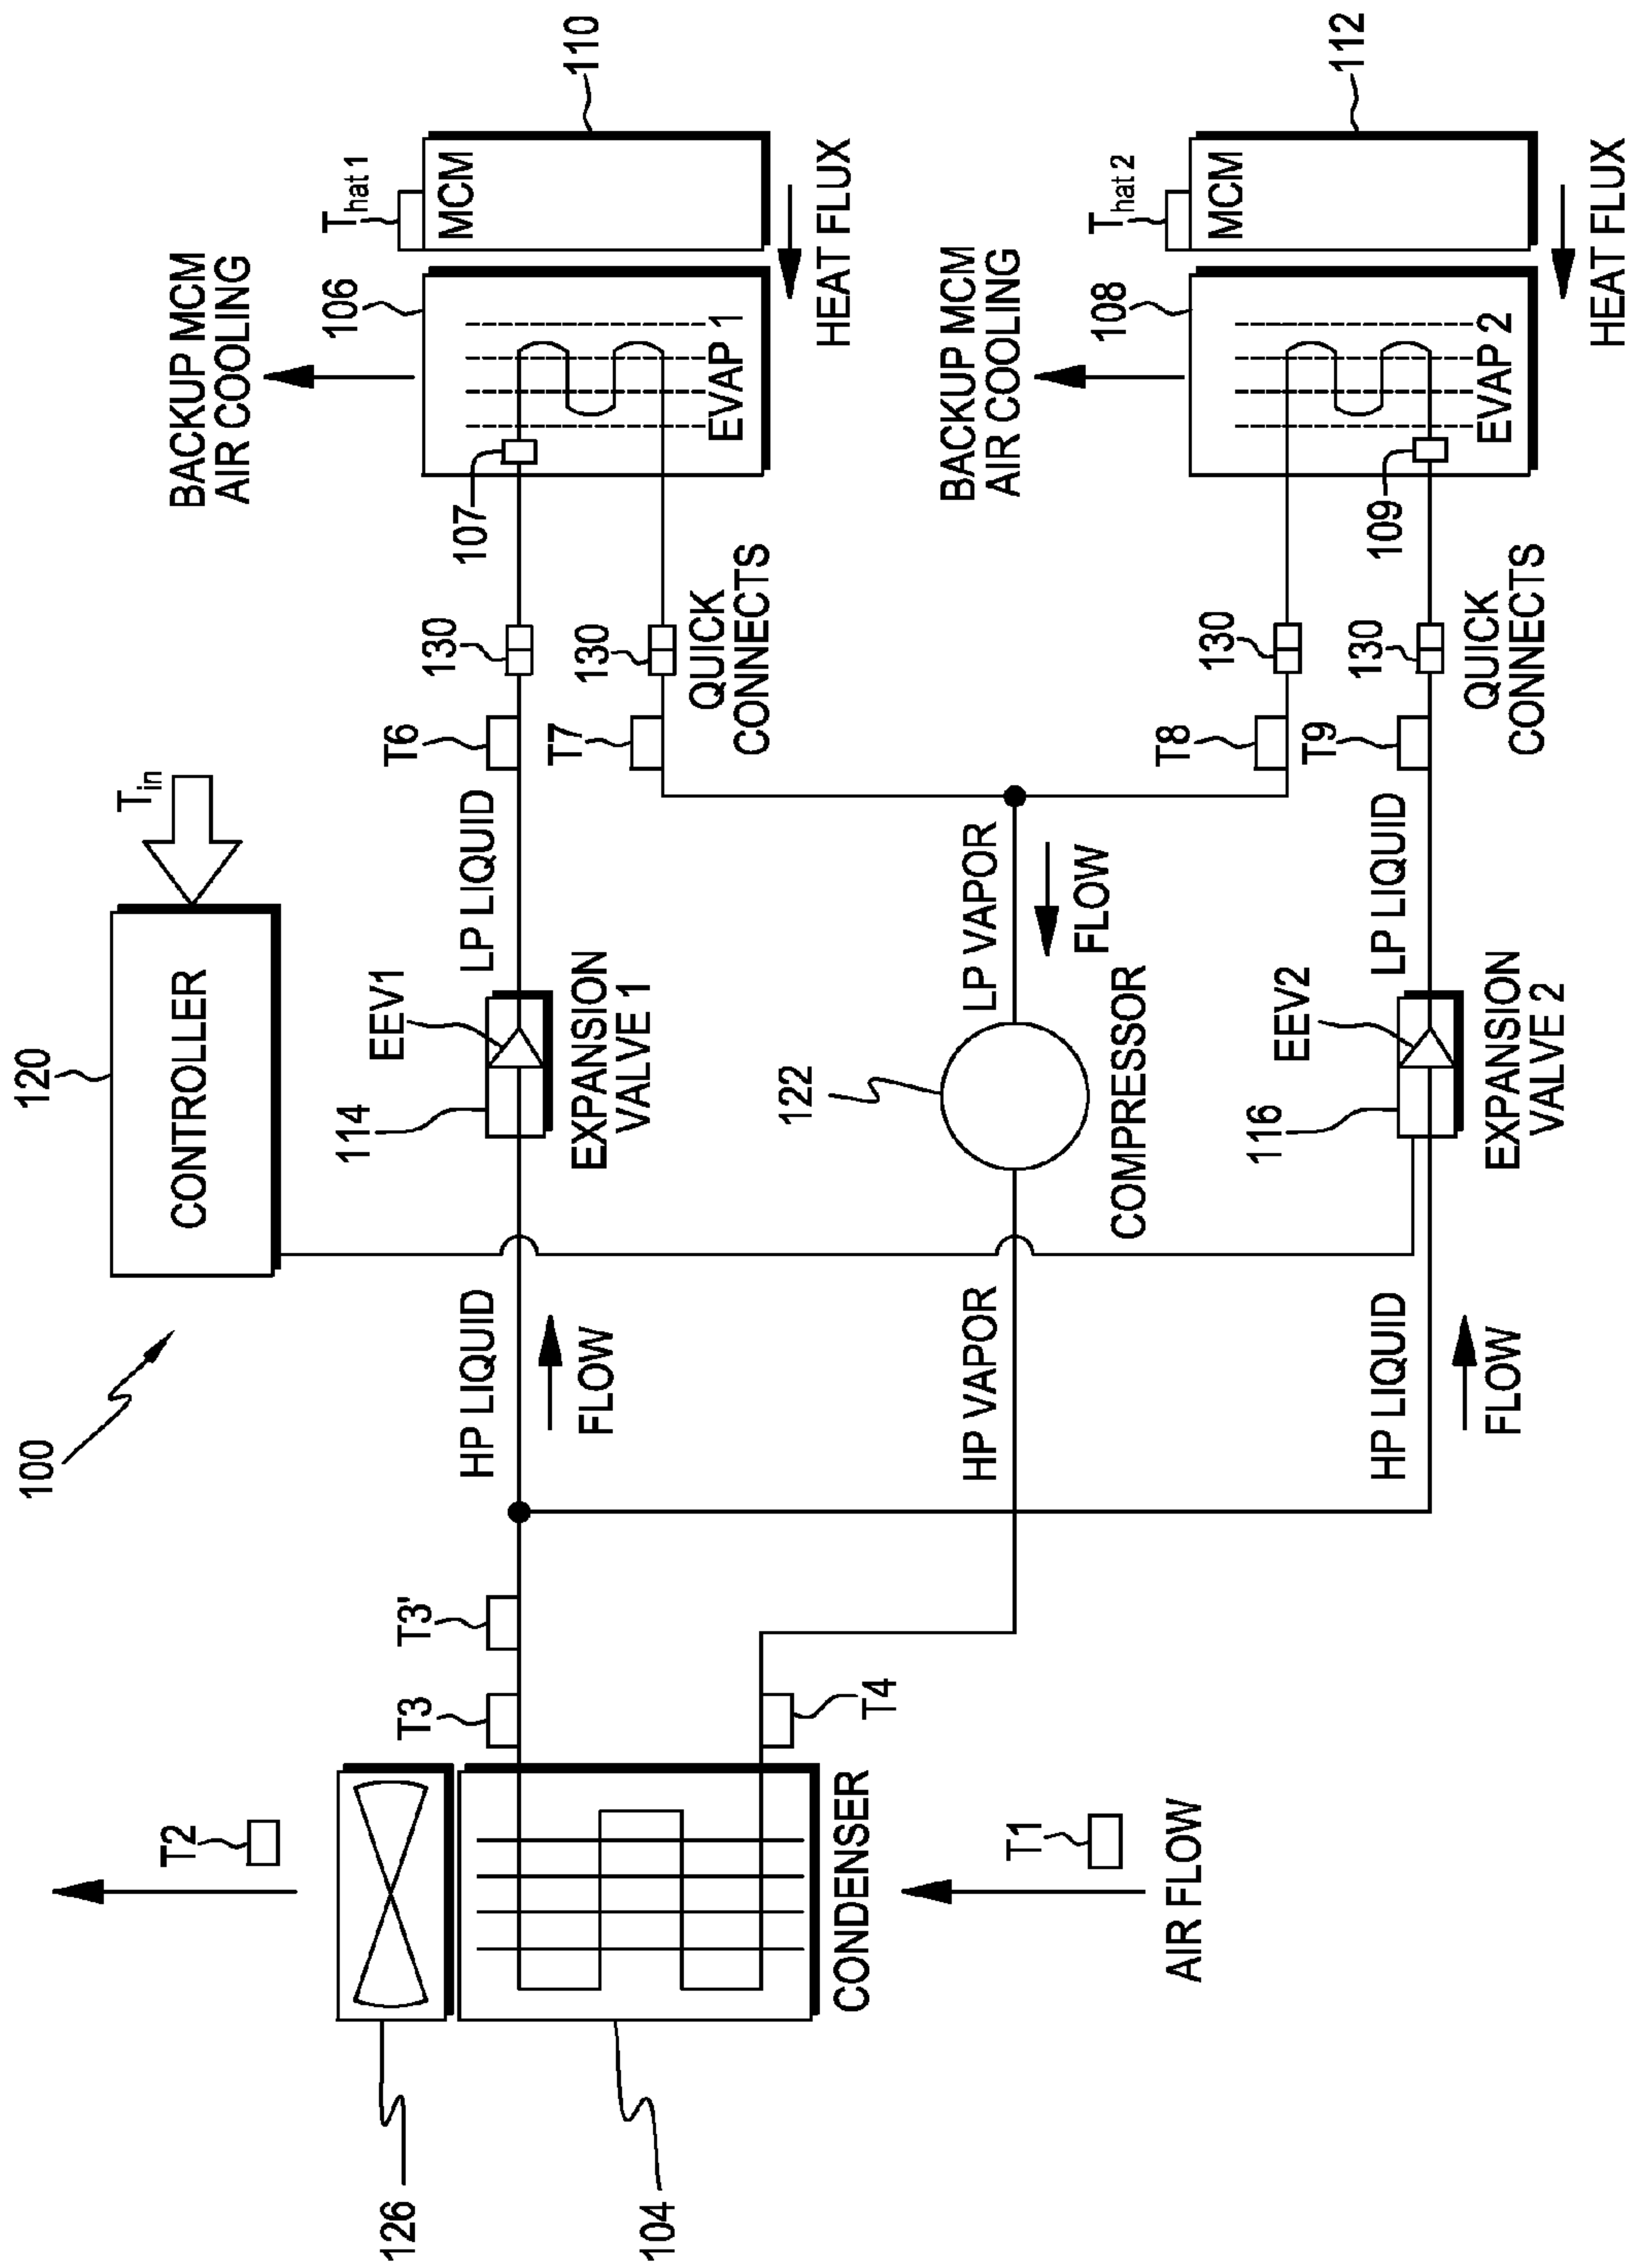 100
120
CONTROLLER
T_in
T2
126
104
CONDENSER
T1
AIR FLOW
T3
T3'
T4
HP LIQUID
FLOW
114
EEV1
EXPANSION
VALVE 1
LP LIQUID
T6
130
T7
130
QUICK
CONNECTS
BACKUP MCM
AIR COOLING
107
106
EVAP 1
T_hat 1
MCM
110
HEAT FLUX
HP VAPOR
122
COMPRESSOR
LP VAPOR
FLOW
HP LIQUID
FLOW
116
EEV2
EXPANSION
VALVE 2
LP LIQUID
T8
130
T9
130
QUICK
CONNECTS
BACKUP MCM
AIR COOLING
109
108
EVAP 2
T_hat 2
MCM
112
HEAT FLUX